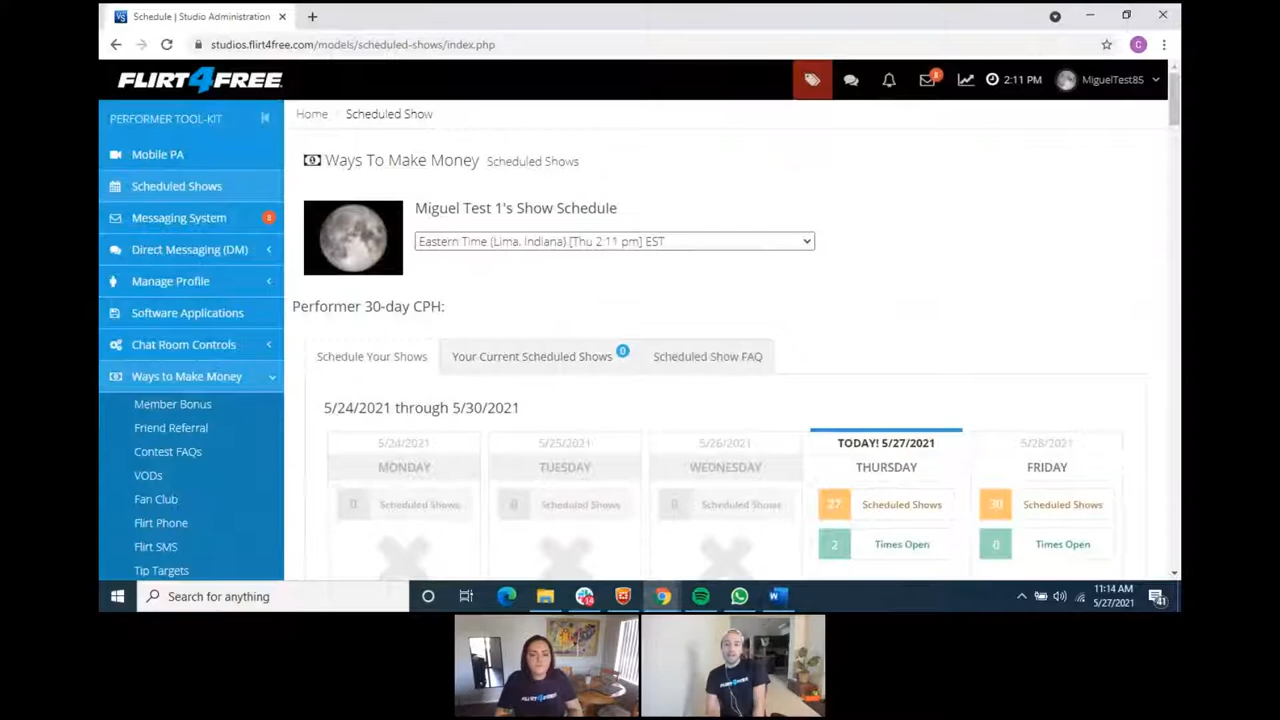 Schedule | Studio Administration
studios.flirt4free.com/models/scheduled-shows/index.php
FLIRT4FREE
8
2:11 PM
MiguelTest85
PERFORMER TOOL-KIT
Home
Scheduled Show
Mobile PA
Scheduled Shows
Messaging System 8
Direct Messaging (DM)
Manage Profile
Software Applications
Chat Room Controls
Ways to Make Money
Member Bonus
Friend Referral
Contest FAQs
VODs
Fan Club
Flirt Phone
Flirt SMS
Tip Targets
Ways To Make Money Scheduled Shows
Miguel Test 1's Show Schedule
Eastern Time (Lima, Indiana) [Thu 2:11 pm] EST
Performer 30-day CPH:
Schedule Your Shows
Your Current Scheduled Shows 0
Scheduled Show FAQ
5/24/2021 through 5/30/2021
5/24/2021
MONDAY
0 Scheduled Shows
5/25/2021
TUESDAY
0 Scheduled Shows
5/26/2021
WEDNESDAY
0 Scheduled Shows
TODAY! 5/27/2021
THURSDAY
27 Scheduled Shows
2 Times Open
5/28/2021
FRIDAY
30 Scheduled Shows
0 Times Open
Search for anything
14
11:14 AM
5/27/2021
41
FLIRT4FREE
FLIRT4FREE